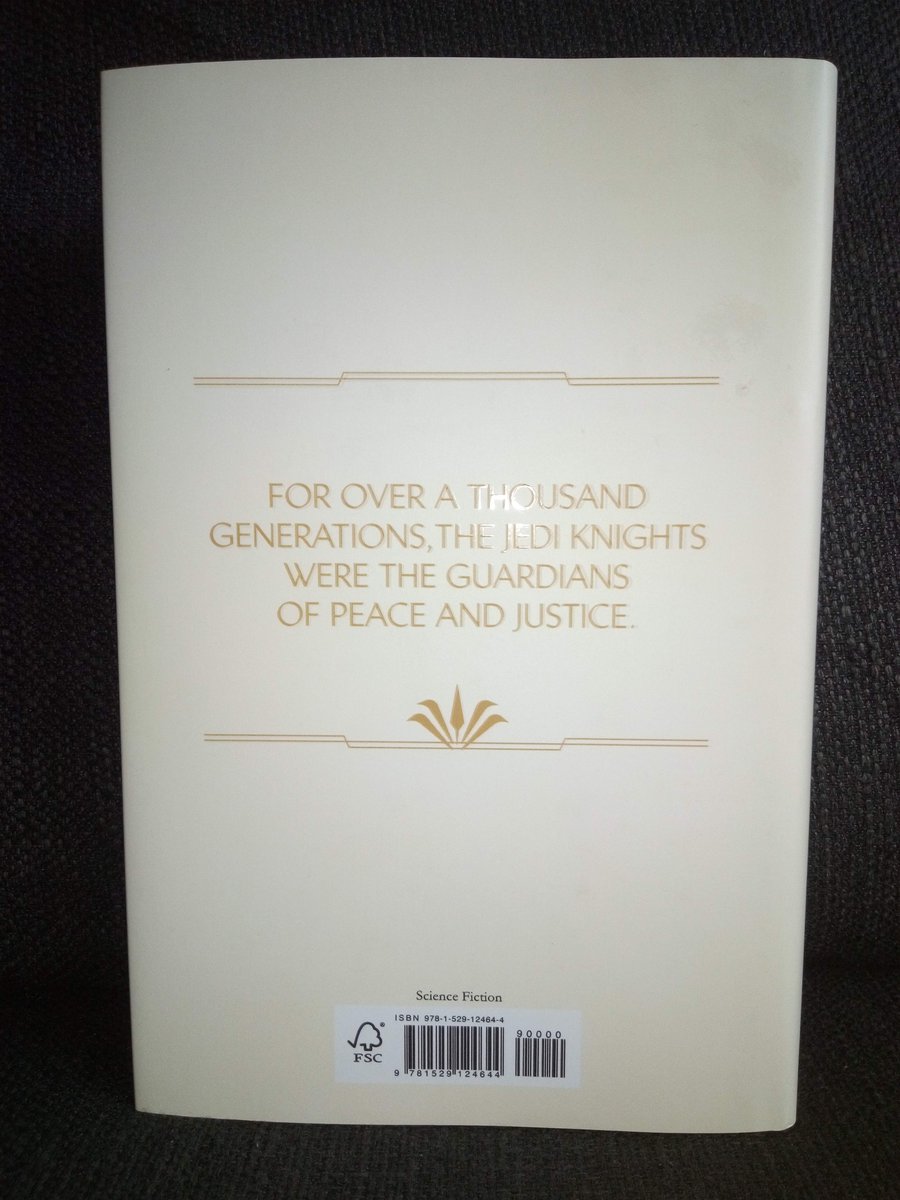 FOR OVER A THOUSAND
GENERATIONS, THE JEDI KNIGHTS
WERE THE GUARDIANS
OF PEACE AND JUSTICE.
Science Fiction
ISBN 978-1-529-12464-4
90000
FSC®
9 781529 124644